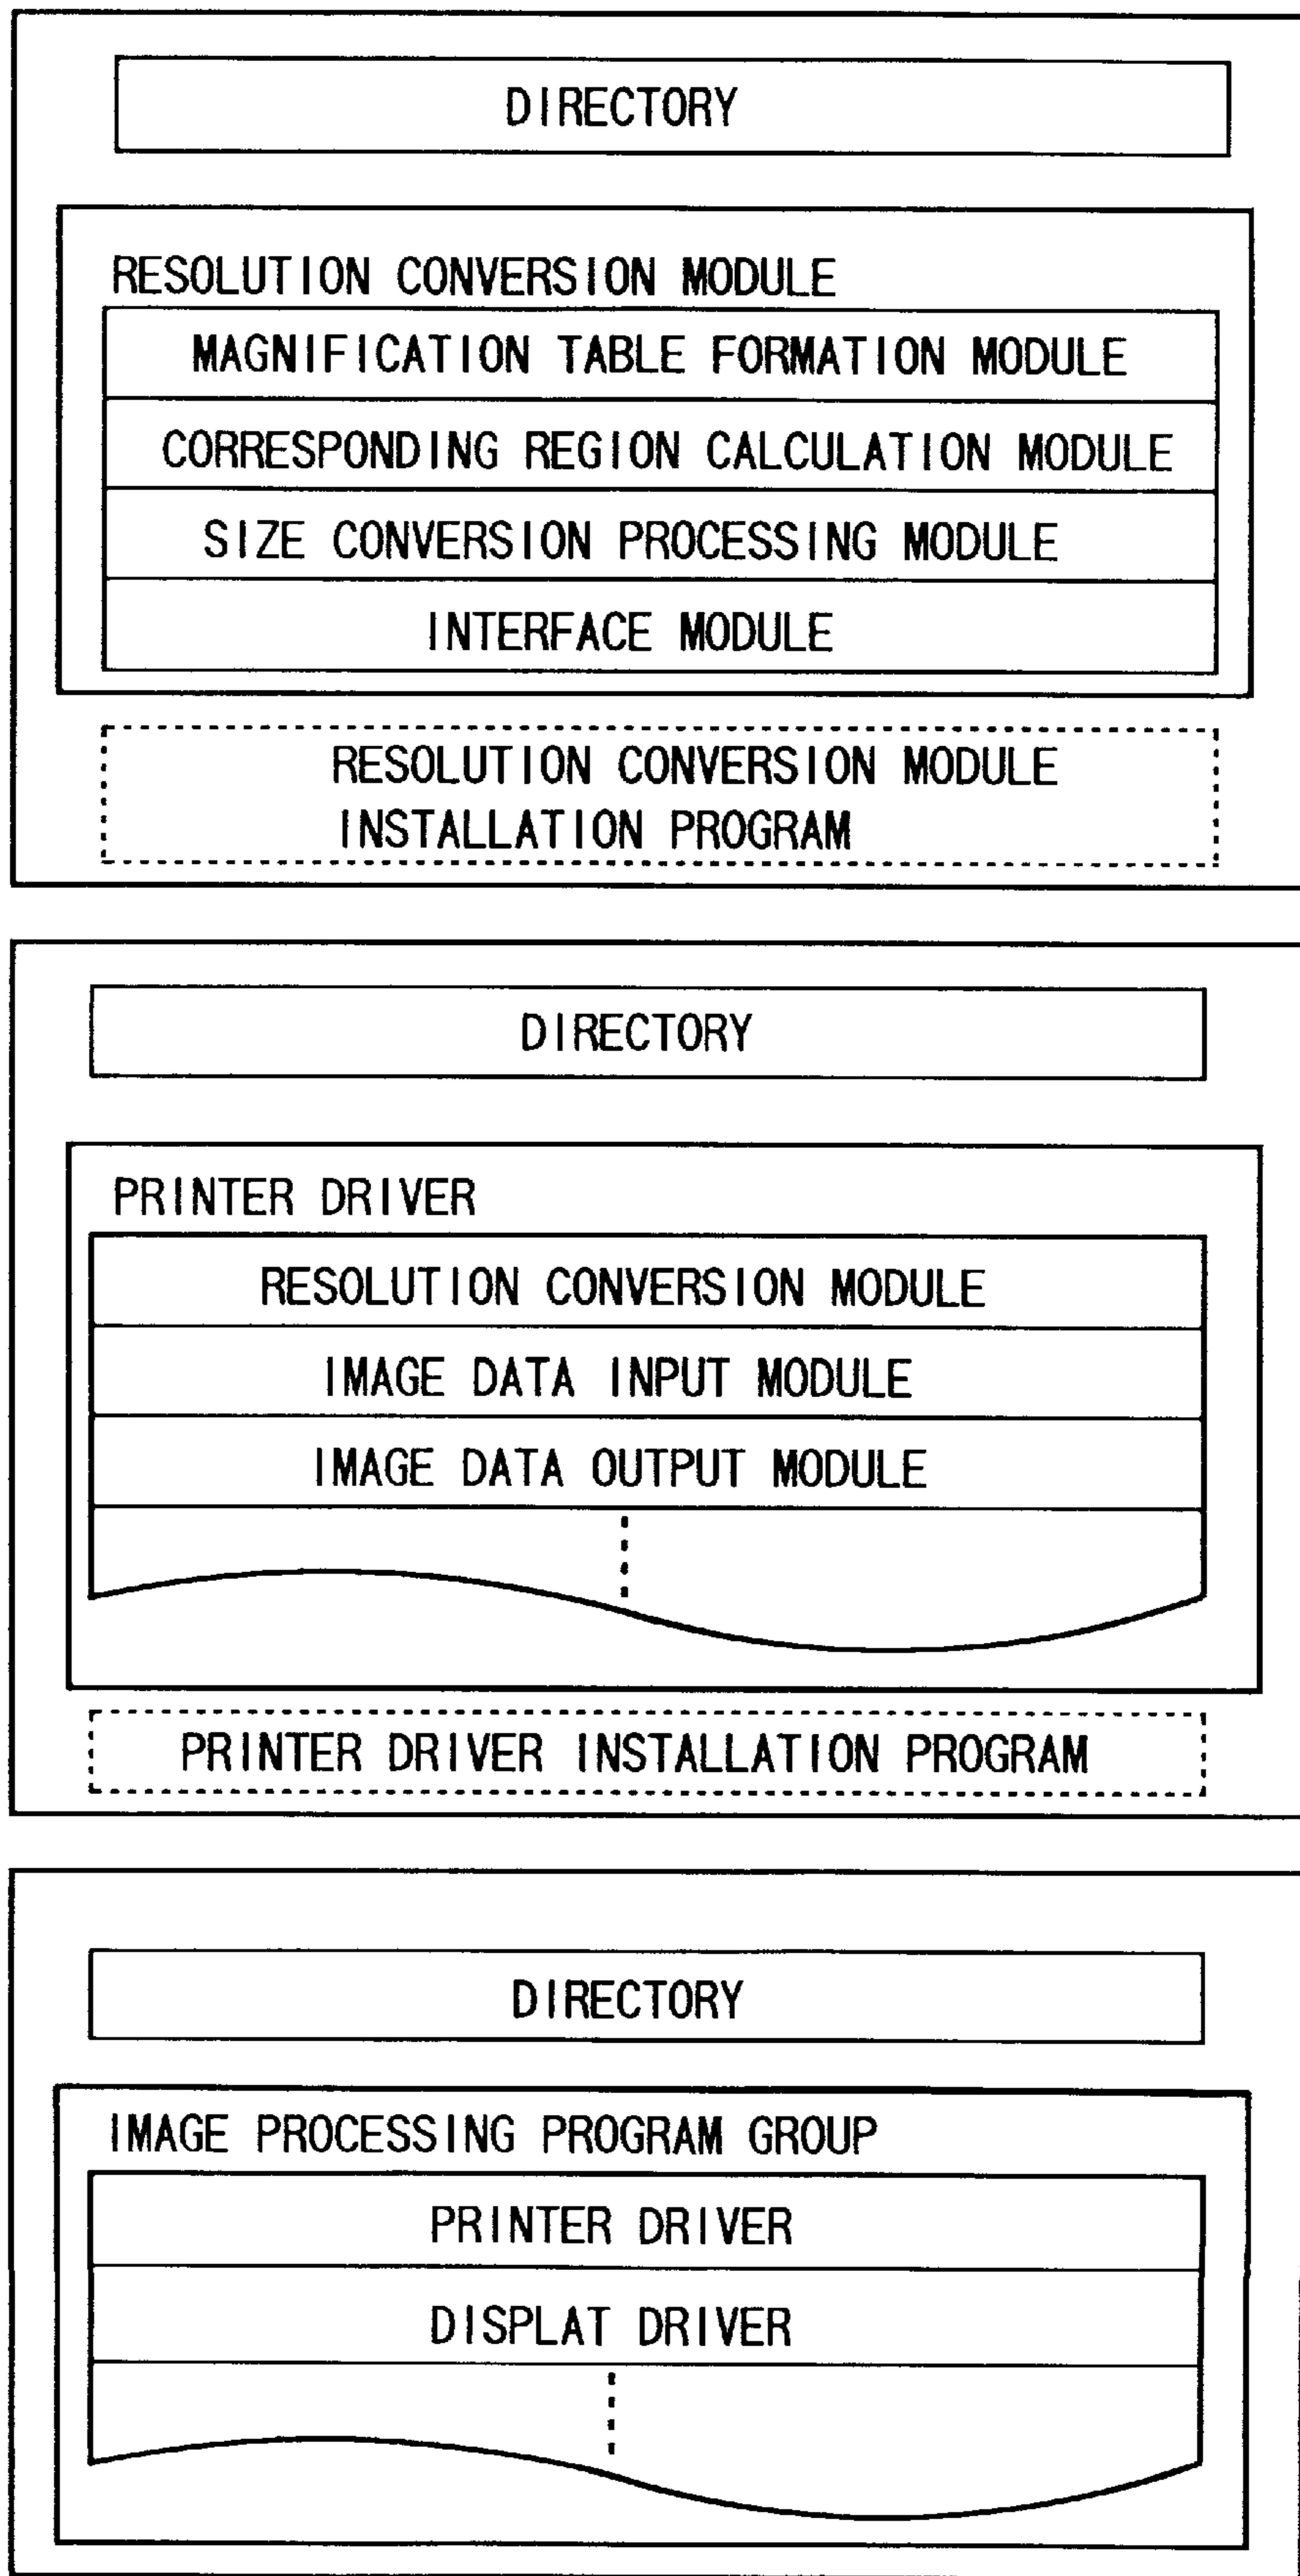 DIRECTORY
RESOLUTION CONVERSION MODULE
MAGNIFICATION TABLE FORMATION MODULE
CORRESPONDING REGION CALCULATION MODULE
SIZE CONVERSION PROCESSING MODULE
INTERFACE MODULE
RESOLUTION CONVERSION MODULE
INSTALLATION PROGRAM
DIRECTORY
PRINTER DRIVER
RESOLUTION CONVERSION MODULE
IMAGE DATA INPUT MODULE
IMAGE DATA OUTPUT MODULE
PRINTER DRIVER INSTALLATION PROGRAM
DIRECTORY
IMAGE PROCESSING PROGRAM GROUP
PRINTER DRIVER
DISPLAT DRIVER